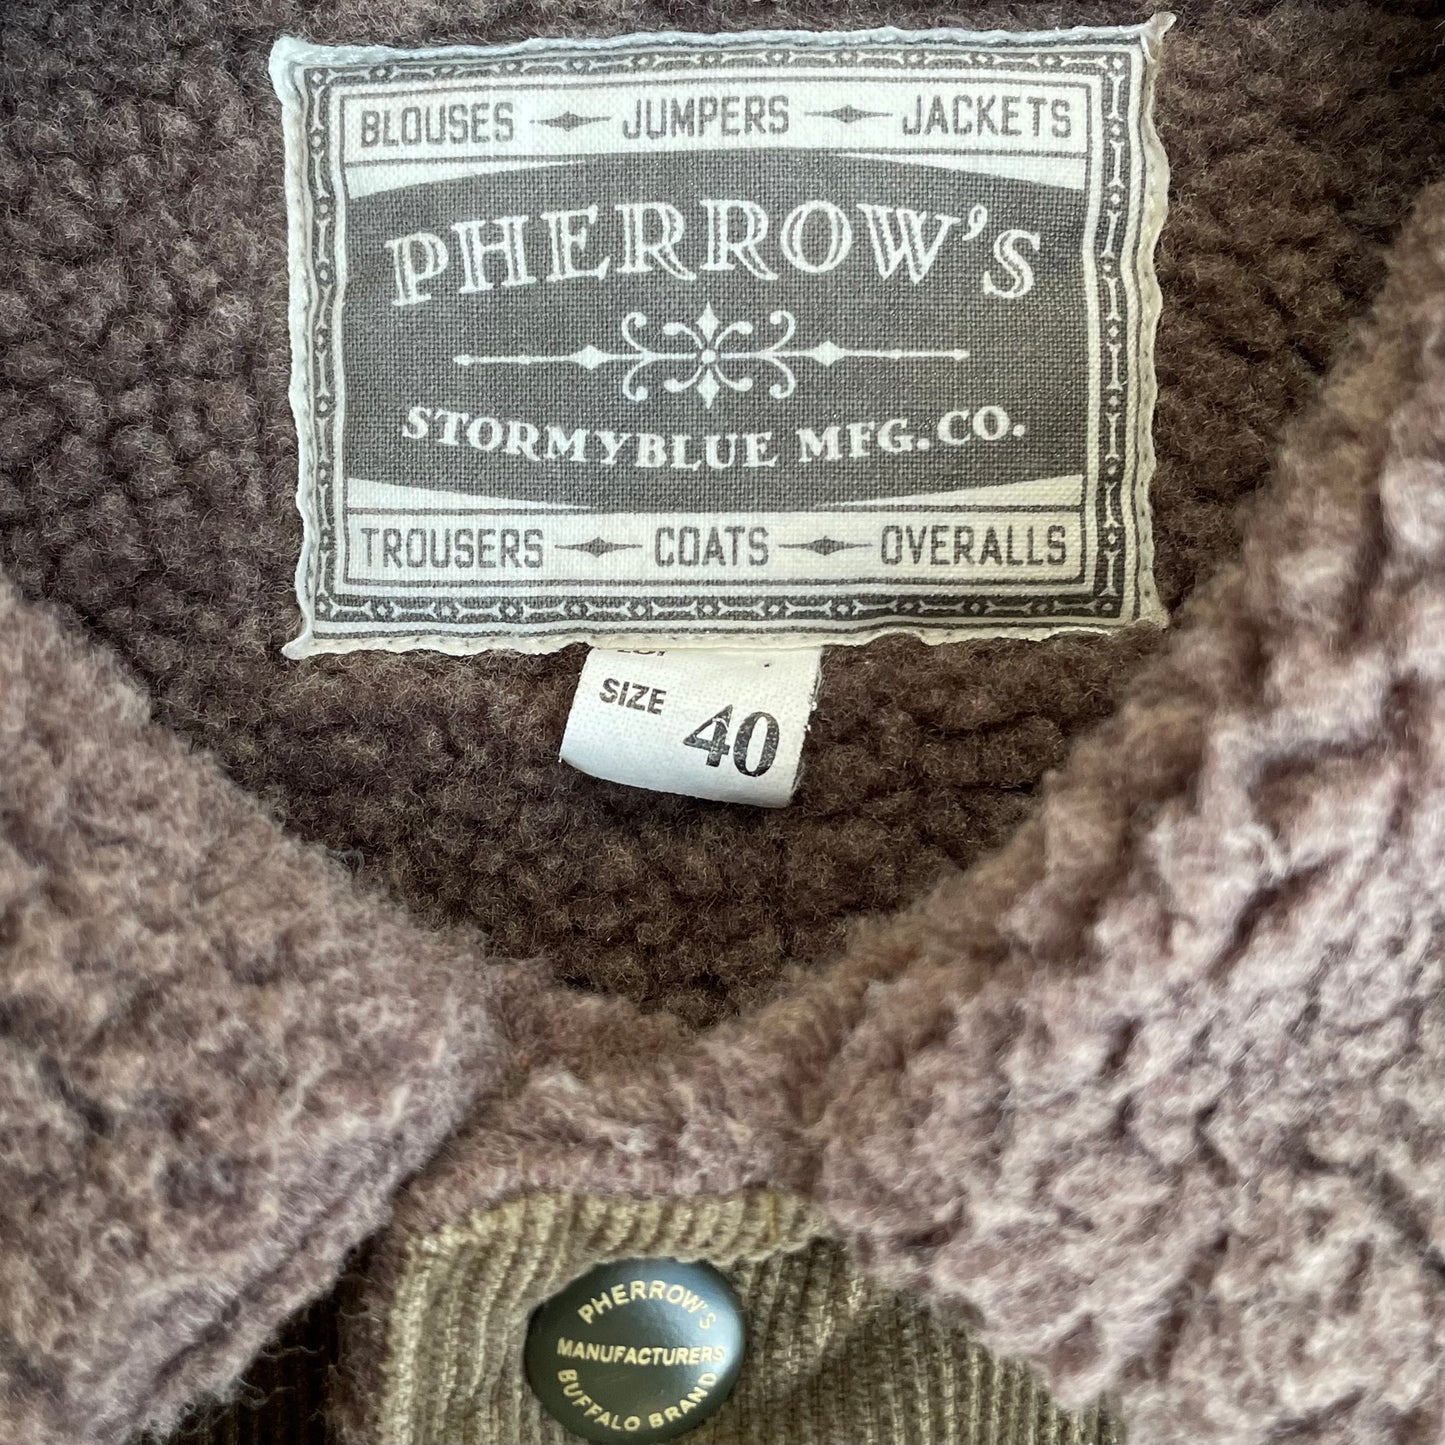 BLOUSES JUMPERS JACKETS
PHERROW'S
STORMYBLUE MFG.CO.
TROUSERS COATS OVERALLS
SIZE 40
PHERROW'S
MANUFACTURERS
BUFFALO BRAND